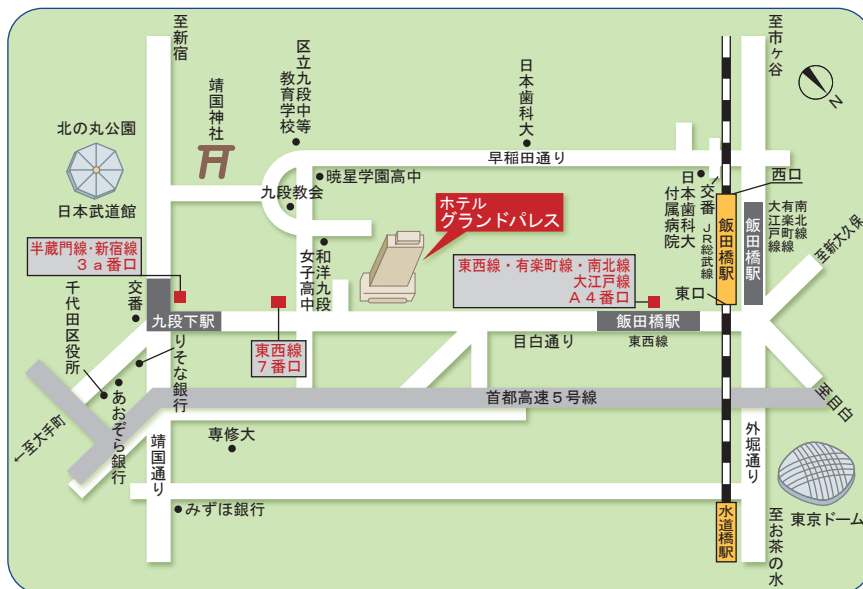 至新宿
靖国神社
区立九段中等
教育学校
日本歯科大
至市ヶ谷
N
北の丸公園
日本武道館
早稲田通り
暁星学園高中
九段教会
西口
交番
日本歯科大
付属病院
JR総武線
飯田橋駅
飯田橋駅
南北線
有楽町線
大江戸線
至新大久保
ホテル
グランドパレス
和洋九段
女子高中
半蔵門線・新宿線
3a番口
東西線・有楽町線・南北線
大江戸線
A4番口
東口
交番
千代田区役所
九段下駅
東西線
7番口
目白通り
飯田橋駅
東西線
りそな銀行
あおぞら銀行
首都高速5号線
至目白
←至大手町
靖国通り
専修大
外堀通り
みずほ銀行
水道橋駅
至お茶の水
東京ドーム